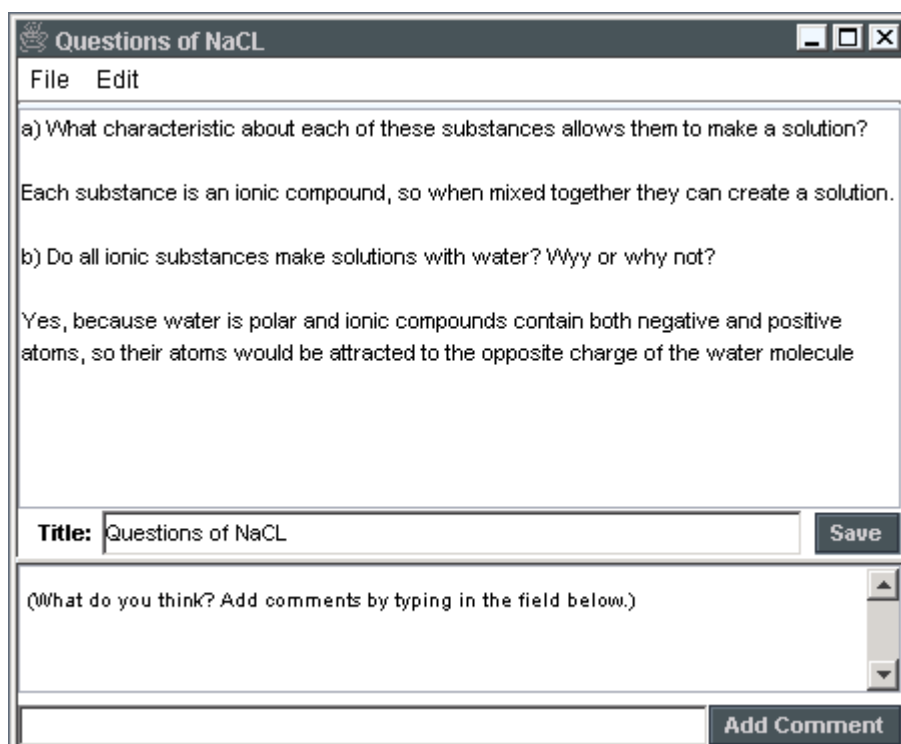 Questions of NaCL
File Edit
a) What characteristic about each of these substances allows them to make a solution?
Each substance is an ionic compound, so when mixed together they can create a solution.
b) Do all ionic substances make solutions with water? Wyy or why not?
Yes, because water is polar and ionic compounds contain both negative and positive
atoms, so their atoms would be attracted to the opposite charge of the water molecule
Title: Questions of NaCL Save
(What do you think? Add comments by typing in the field below.)
Add Comment